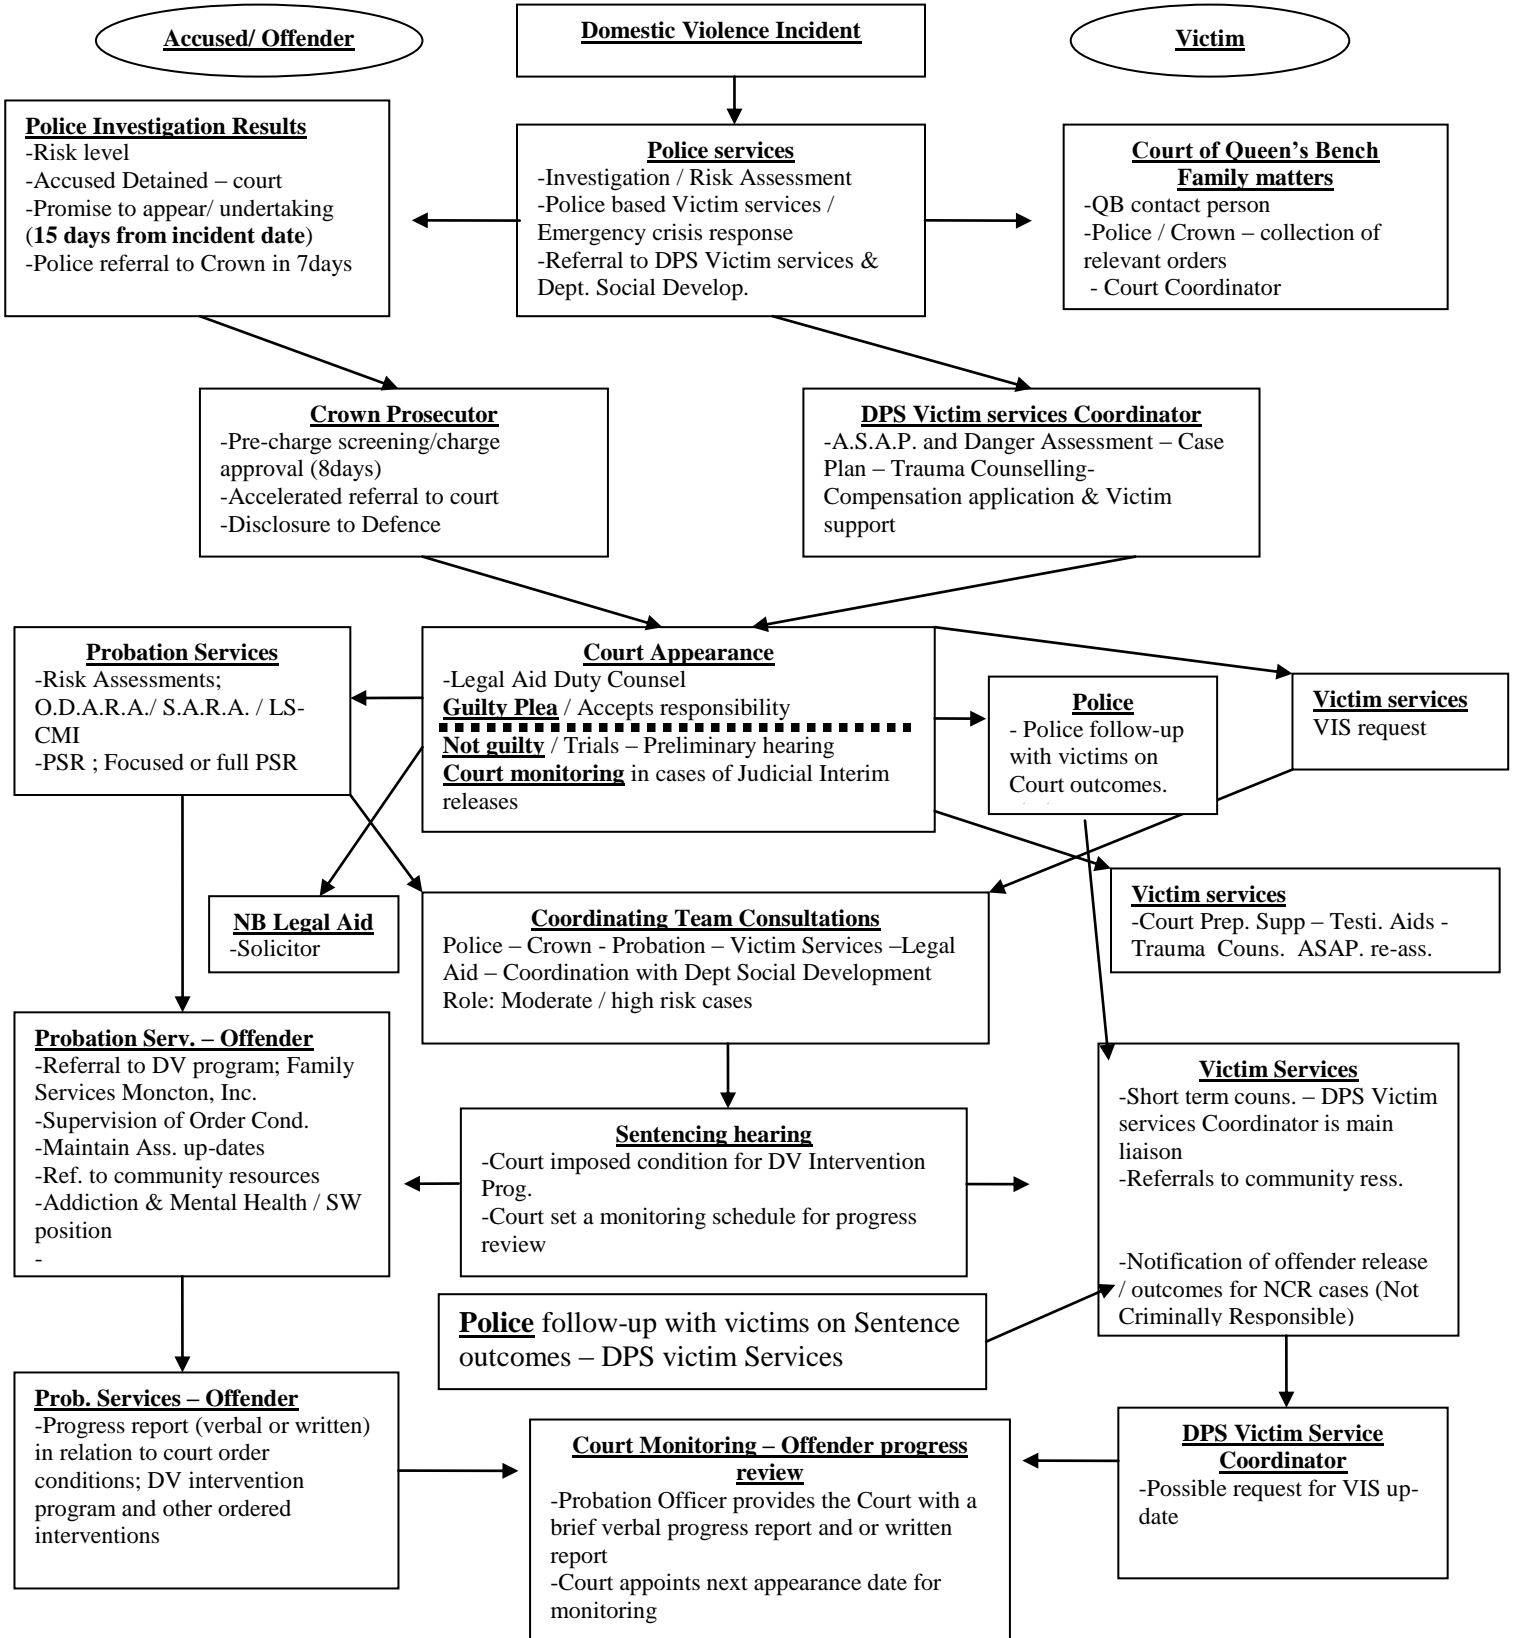 Accused/ Offender
Domestic Violence Incident
Victim
Police Investigation Results
-Risk level
-Accused Detained – court
-Promise to appear/ undertaking
(15 days from incident date)
-Police referral to Crown in 7days
Police services
-Investigation / Risk Assessment
-Police based Victim services /
Emergency crisis response
-Referral to DPS Victim services &
Dept. Social Develop.
Court of Queen’s Bench
Family matters
-QB contact person
-Police / Crown – collection of
relevant orders
- Court Coordinator
Crown Prosecutor
-Pre-charge screening/charge
approval (8days)
-Accelerated referral to court
-Disclosure to Defence
DPS Victim services Coordinator
-A.S.A.P. and Danger Assessment – Case
Plan – Trauma Counselling-
Compensation application & Victim
support
Probation Services
-Risk Assessments;
O.D.A.R.A./ S.A.R.A. / LS-
CMI
-PSR ; Focused or full PSR
Court Appearance
-Legal Aid Duty Counsel
Guilty Plea / Accepts responsibility
Not guilty / Trials – Preliminary hearing
Court monitoring in cases of Judicial Interim
releases
Police
- Police follow-up
with victims on
Court outcomes.
Victim services
VIS request
NB Legal Aid
-Solicitor
Coordinating Team Consultations
Police – Crown - Probation – Victim Services –Legal
Aid – Coordination with Dept Social Development
Role: Moderate / high risk cases
Victim services
-Court Prep. Supp – Testi. Aids -
Trauma Couns. ASAP. re-ass.
Probation Serv. – Offender
-Referral to DV program; Family
Services Moncton, Inc.
-Supervision of Order Cond.
-Maintain Ass. up-dates
-Ref. to community resources
-Addiction & Mental Health / SW
position
-
Sentencing hearing
-Court imposed condition for DV Intervention
Prog.
-Court set a monitoring schedule for progress
review
Victim Services
-Short term couns. – DPS Victim
services Coordinator is main
liaison
-Referrals to community ress.
-Notification of offender release
/ outcomes for NCR cases (Not
Criminally Responsible)
Police follow-up with victims on Sentence
outcomes – DPS victim Services
Prob. Services – Offender
-Progress report (verbal or written)
in relation to court order
conditions; DV intervention
program and other ordered
interventions
Court Monitoring – Offender progress
review
-Probation Officer provides the Court with a
brief verbal progress report and or written
report
-Court appoints next appearance date for
monitoring
DPS Victim Service
Coordinator
-Possible request for VIS up-
date